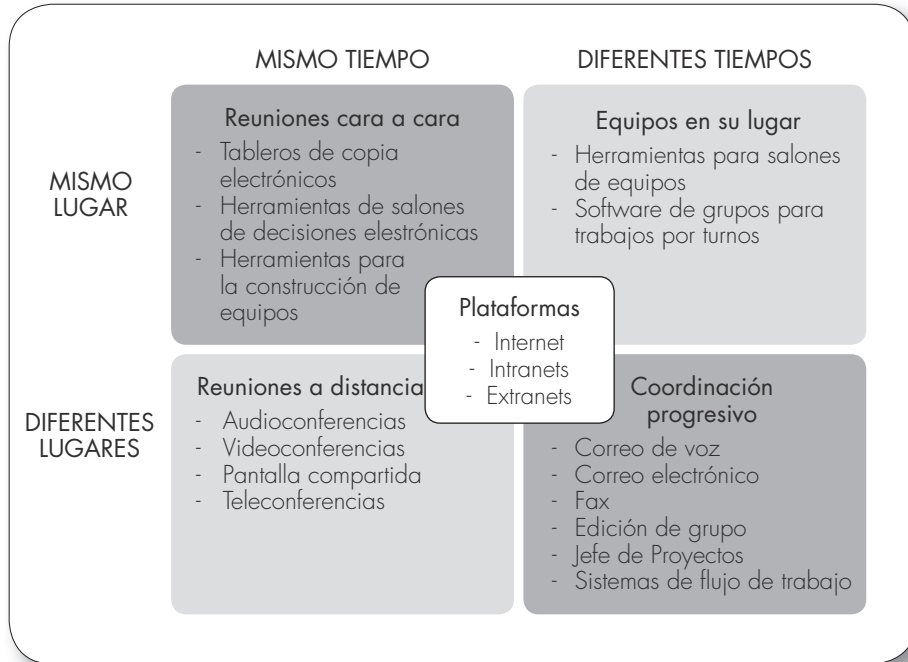 MISMO TIEMPO
DIFERENTES TIEMPOS
MISMO
LUGAR
Reuniones cara a cara
- Tableros de copia
electrónicos
- Herramientas de salones
de decisiones elestrónicas
- Herramientas para
la construcción de
equipos
Equipos en su lugar
- Herramientas para salones
de equipos
- Software de grupos para
trabajos por turnos
Plataformas
- Internet
- Intranets
- Extranets
DIFERENTES
LUGARES
Reuniones a distancia
- Audioconferencias
- Videoconferencias
- Pantalla compartida
- Teleconferencias
Coordinación
progresivo
- Correo de voz
- Correo electrónico
- Fax
- Edición de grupo
- Jefe de Proyectos
- Sistemas de flujo de trabajo